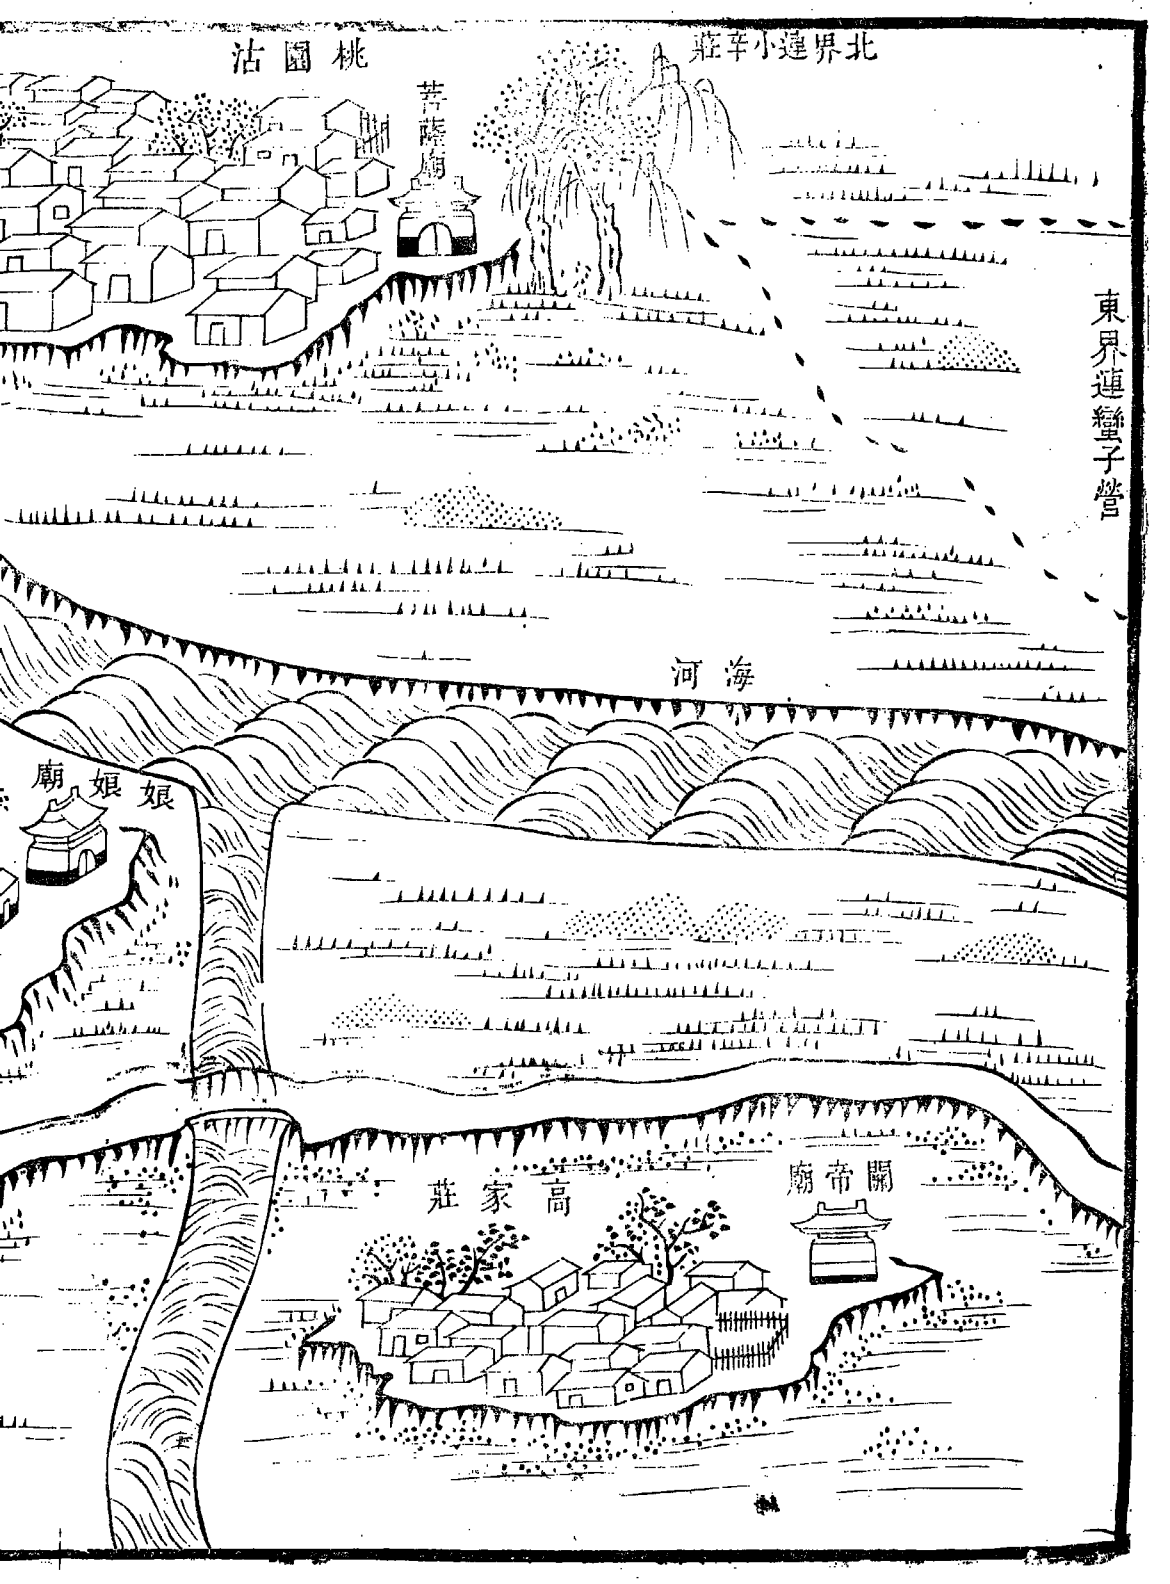 北界連小辛莊
東界連蠻子營
桃園沽
菩薩廟
海河
娘娘廟
高家莊
關帝廟